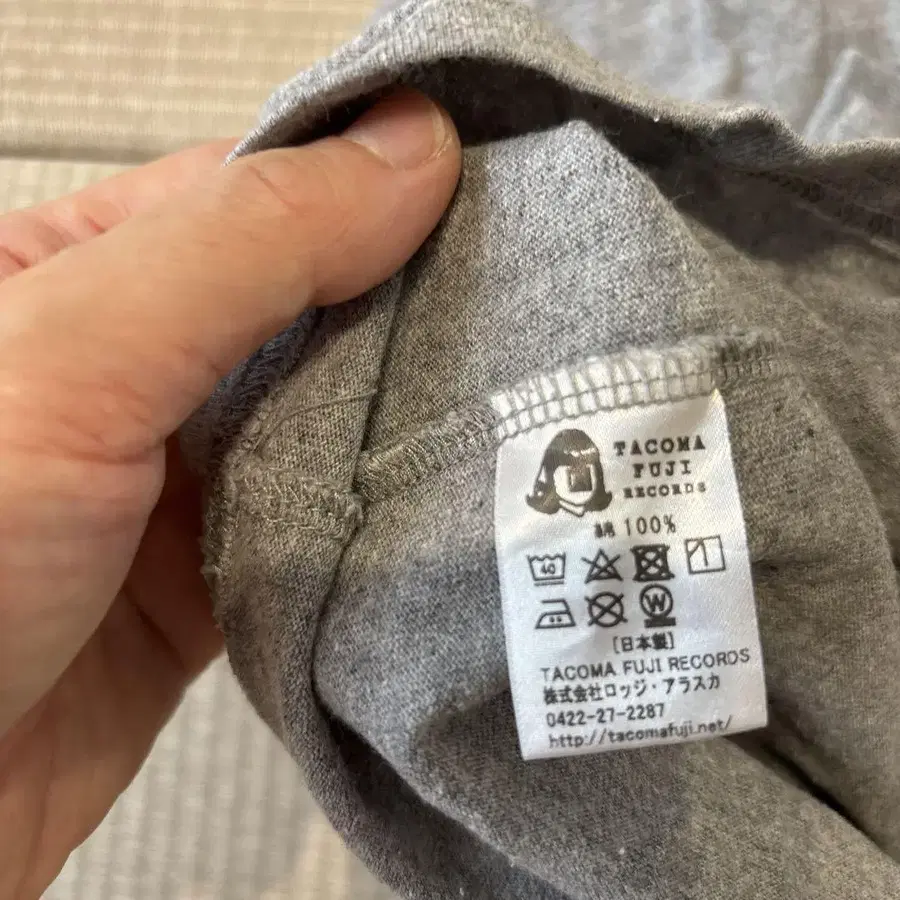 TACOMA
FUJI
RECORDS
綿 100%
40
W
[日本製]
TACOMA FUJI RECORDS
株式会社ロッジ・アラスカ
0422-27-2287
http://tacomafuji.net/